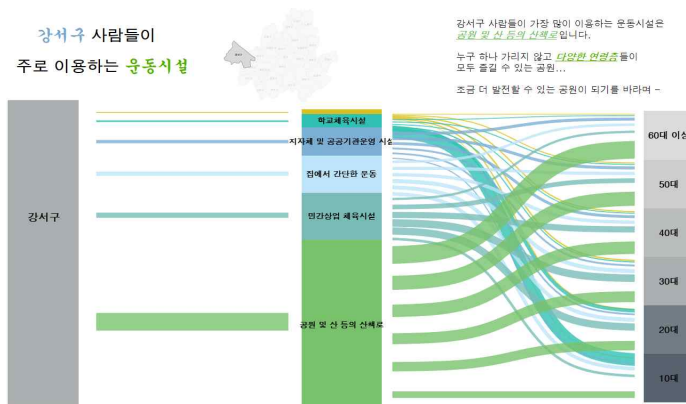 강서구 사람들이
주로 이용하는 운동시설
강서구 사람들이 가장 많이 이용하는 운동시설은
공원 및 산 등의 산책로입니다.
누구 하나 가리지 않고 다양한 연령층들이
모두 즐길 수 있는 공원...
조금 더 발전할 수 있는 공원이 되기를 바라며 ~
강서구
학교체육시설
지자체 및 공공기관운영 시설
집에서 간단한 운동
민간상업 체육시설
공원 및 산 등의 산책로
60대 이상
50대
40대
30대
20대
10대